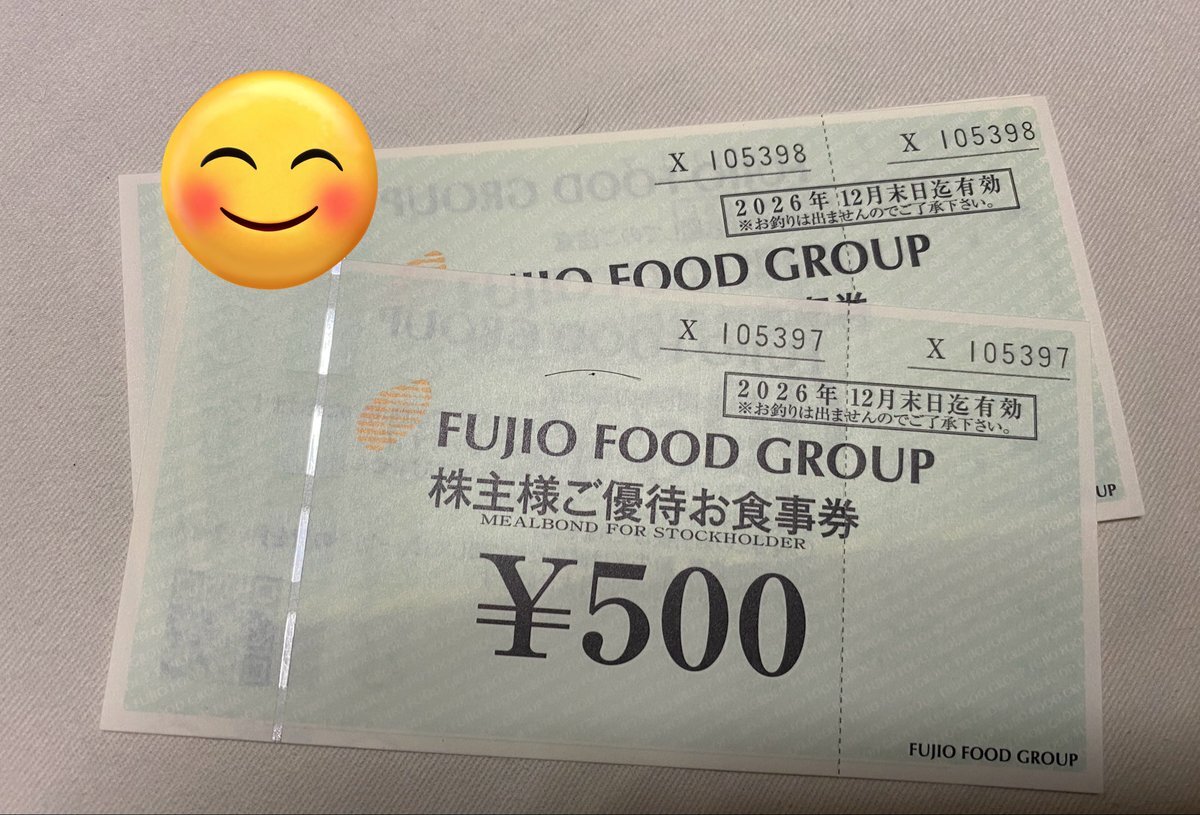 X 105398
X 105398
2026年 12月末日迄有効
※お釣りは出ませんのでご了承下さい。
FUJIO FOOD GROUP
UP
X 105397
X 105397
2026年 12月末日迄有効
※お釣りは出ませんのでご了承下さい。
FUJIO FOOD GROUP
株主様ご優待お食事券
MEALBOND FOR STOCKHOLDER
¥500
FUJIO FOOD GROUP